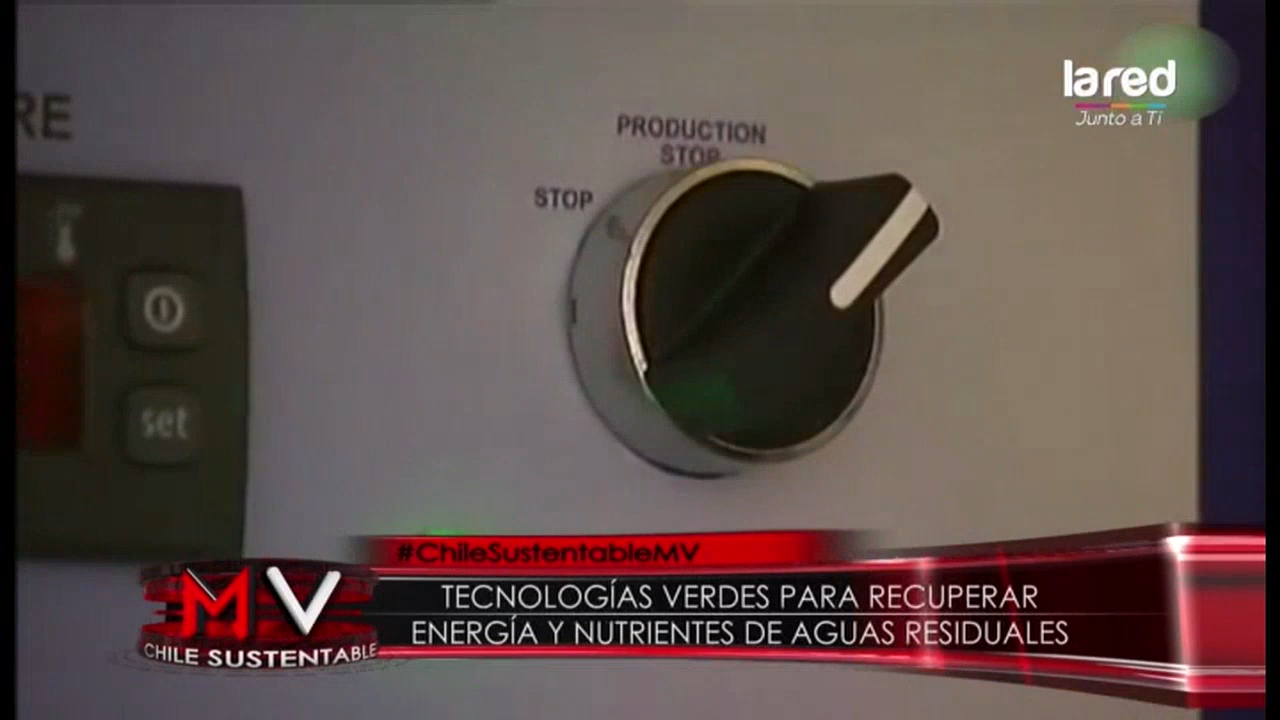 lared
Junto a Ti
PRODUCTION
STOP
STOP
set
#ChileSustentableMV
MV
CHILE SUSTENTABLE
TECNOLOGÍAS VERDES PARA RECUPERAR
ENERGÍA Y NUTRIENTES DE AGUAS RESIDUALES